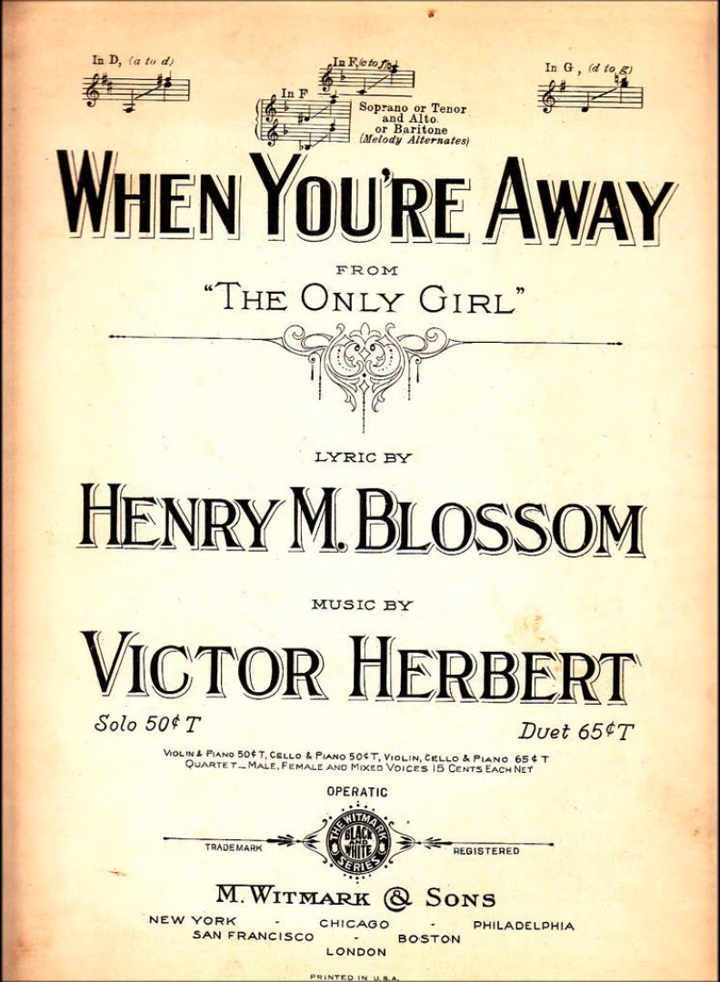 In D, (a to d)
In F, (c to f)
In G, (d to g)
In F
Soprano or Tenor
and Alto
or Baritone
(Melody Alternates)
WHEN YOU'RE AWAY
FROM
"THE ONLY GIRL"
LYRIC BY
HENRY M. BLOSSOM
MUSIC BY
VICTOR HERBERT
Solo 50¢ T
Duet 65¢ T
VIOLIN & PIANO 50¢ T, CELLO & PIANO 50¢ T, VIOLIN, CELLO & PIANO 65¢ T
QUARTET_MALE, FEMALE AND MIXED VOICES 15 CENTS EACH NET
OPERATIC
THE WITMARK
BLACK
AND
WHITE
SERIES
TRADEMARK
REGISTERED
M. WITMARK & SONS
NEW YORK - CHICAGO - PHILADELPHIA
SAN FRANCISCO - BOSTON
LONDON
PRINTED IN U.S.A.